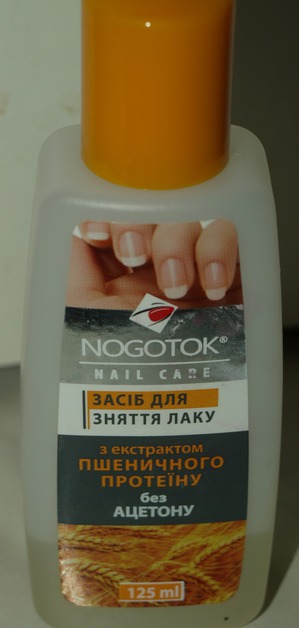 NOGOTOK®
NAIL CARE
ЗАСІБ ДЛЯ
ЗНЯТТЯ ЛАКУ
з екстрактом
ПШЕНИЧНОГО
ПРОТЕЇНУ
без
АЦЕТОНУ
125 ml